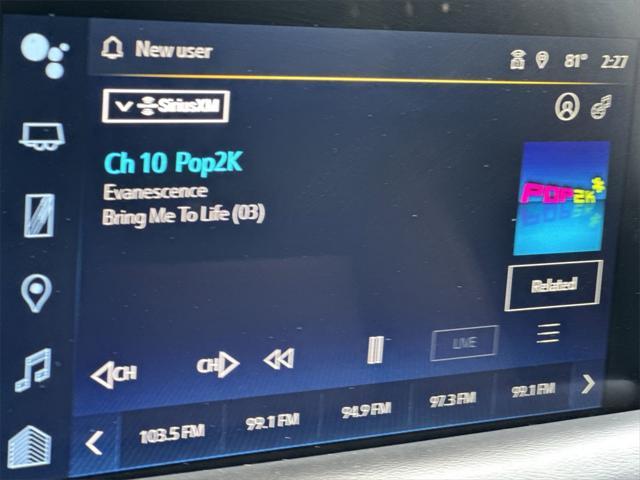 New user
81° 2:27
SiriusXM
Ch 10 Pop2K
Evanescence
Bring Me To Life (03)
POP2K
Related
CH CH LIVE
103.5 FM 99.1 FM 94.9 FM 97.3 FM 99.1 FM